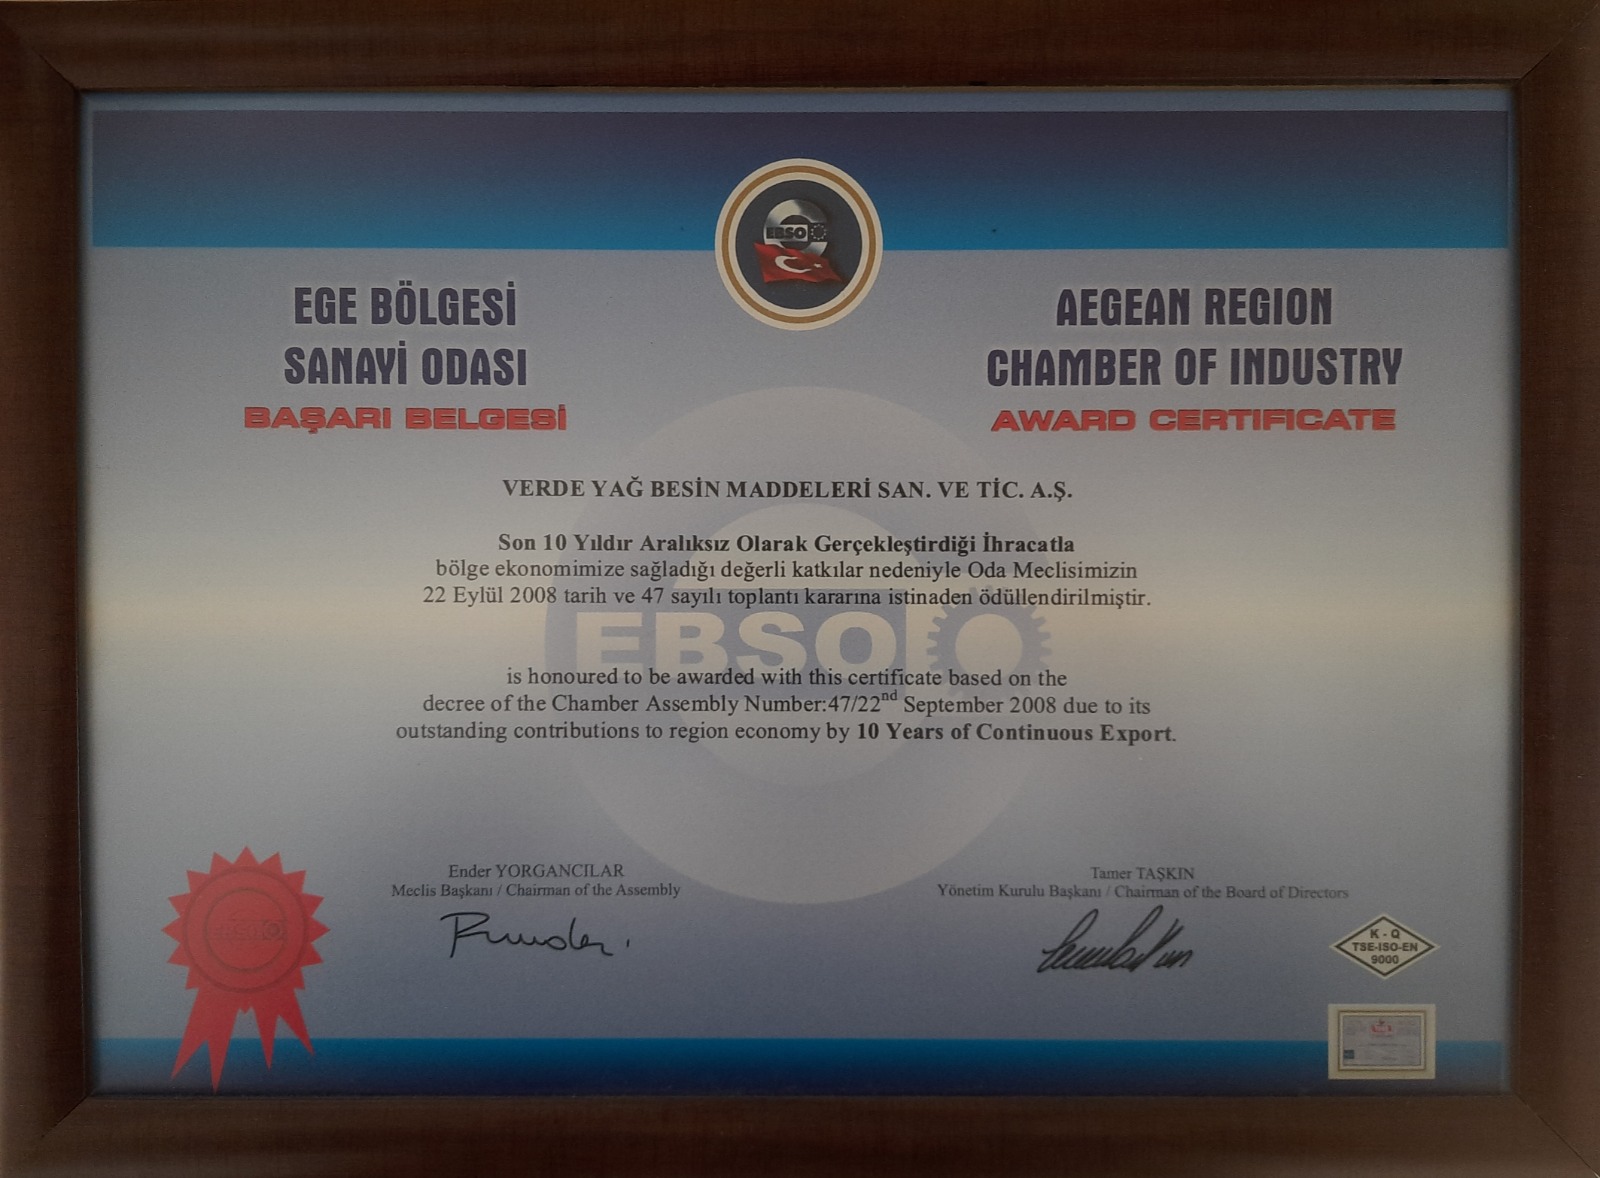 EBSO
EGE BÖLGESİ
SANAYİ ODASI
BAŞARI BELGESİ
AEGEAN REGION
CHAMBER OF INDUSTRY
AWARD CERTIFICATE
VERDE YAĞ BESİN MADDELERİ SAN. VE TİC. A.Ş.
Son 10 Yıldır Aralıksız Olarak Gerçekleştirdiği İhracatla
bölge ekonomimize sağladığı değerli katkılar nedeniyle Oda Meclisimizin
22 Eylül 2008 tarih ve 47 sayılı toplantı kararına istinaden ödüllendirilmiştir.
EBSO
is honoured to be awarded with this certificate based on the
decree of the Chamber Assembly Number:47/22nd September 2008 due to its
outstanding contributions to region economy by 10 Years of Continuous Export.
Ender YORGANCILAR
Meclis Başkanı / Chairman of the Assembly
Tamer TAŞKIN
Yönetim Kurulu Başkanı / Chairman of the Board of Directors
EBSO
K - Q
TSE-ISO-EN
9000